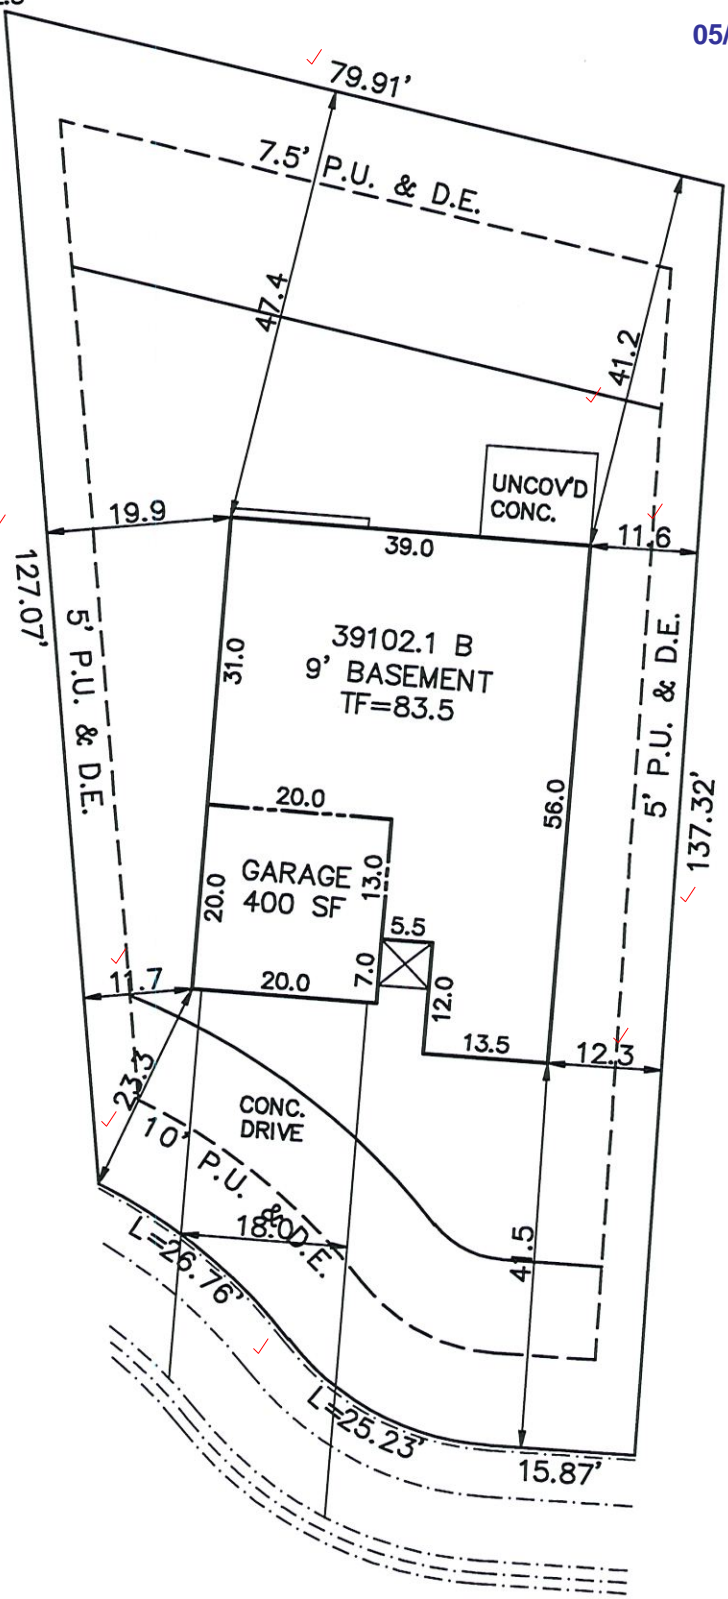 05/
79.91'
7.5' P.U. & D.E.
47.4
41.2
UNCOV'D
CONC.
19.9
39.0
11.6
127.07'
5' P.U. & D.E.
31.0
39102.1 B
9' BASEMENT
TF=83.5
5' P.U. & D.E.
137.32'
56.0
20.0
GARAGE
400 SF
13.0
20.0
5.5
7.0
12.0
11.7
20.0
13.5
12.3
23.3
CONC.
DRIVE
10' P.U. & D.E.
18.0
41.5
L=26.76'
L=25.23'
15.87'